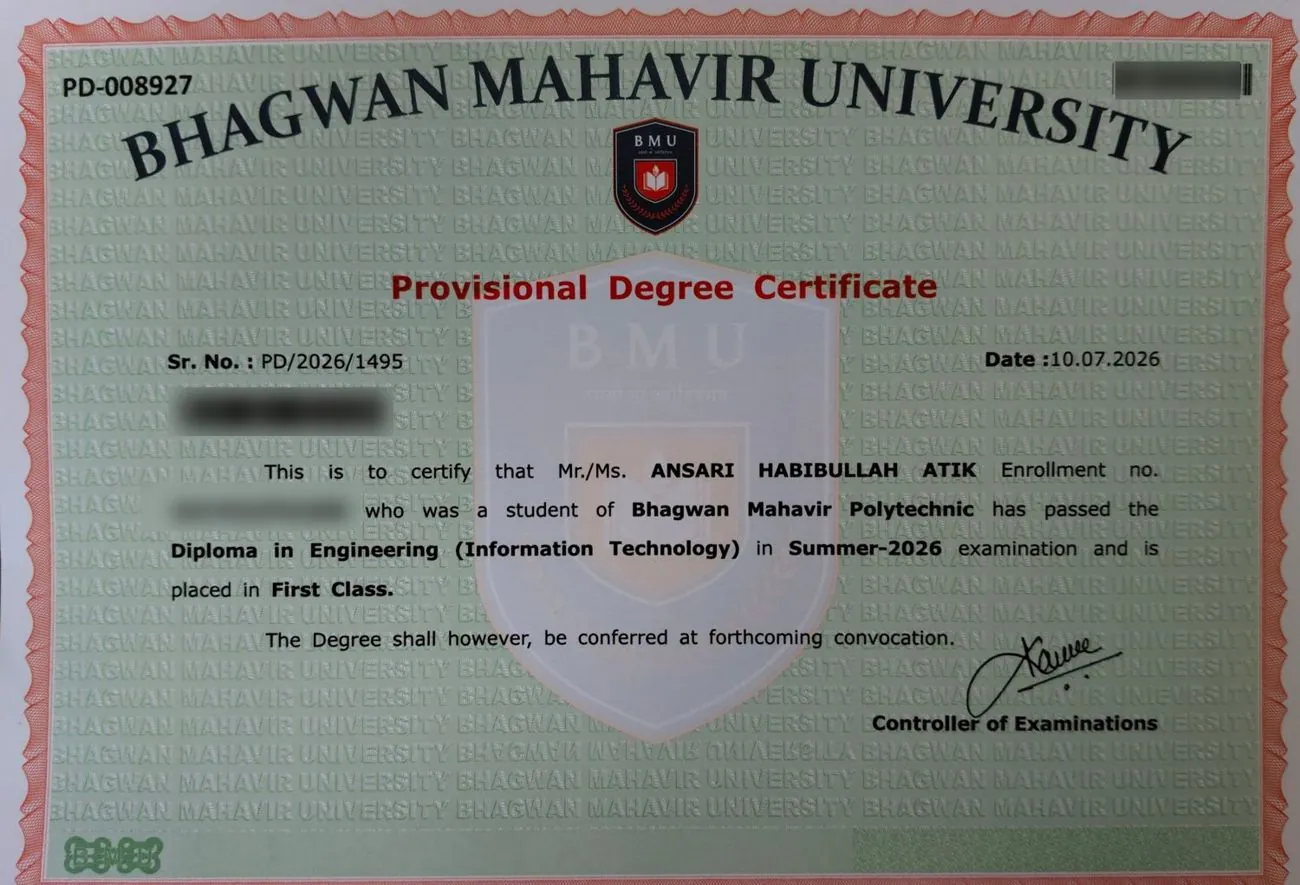 PD-008927
BHAGWAN MAHAVIR UNIVERSITY
BMU
Provisional Degree Certificate
BMU
Sr. No. : PD/2026/1495
Date :10.07.2026
This is to certify that Mr./Ms. ANSARI HABIBULLAH ATIK Enrollment no.
who was a student of Bhagwan Mahavir Polytechnic has passed the
Diploma in Engineering (Information Technology) in Summer-2026 examination and is
placed in First Class.
The Degree shall however, be conferred at forthcoming convocation.
Controller of Examinations
BMU